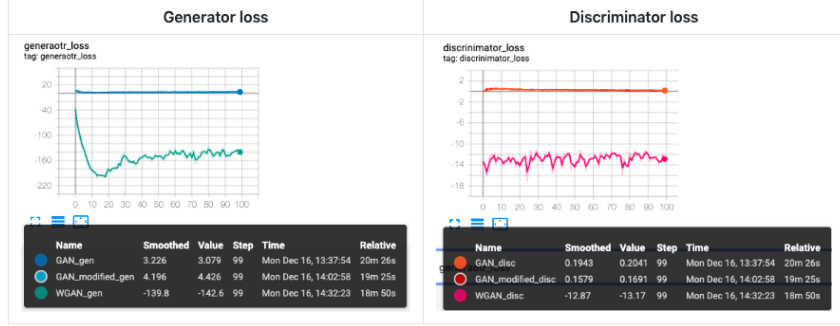 Generator loss
Discriminator loss
generaotr_loss
tag: generaotr_loss
20
-40
-100
-160
-220
0 10 20 30 40 50 60 70 80 90 100
Name Smoothed Value Step Time Relative
GAN_gen 3.226 3.079 99 Mon Dec 16, 13:37:54 20m 26s
GAN_modified_gen 4.196 4.426 99 Mon Dec 16, 14:02:58 19m 25s
WGAN_gen -139.8 -142.6 99 Mon Dec 16, 14:32:23 18m 50s
discrinimator_loss
tag: discrinimator_loss
2
-2
-6
-10
-14
-18
0 10 20 30 40 50 60 70 80 90 100
Name Smoothed Value Step Time Relative
GAN_disc 0.1943 0.2041 99 Mon Dec 16, 13:37:54 20m 26s
GAN_modified_disc 0.1579 0.1691 99 Mon Dec 16, 14:02:58 19m 25s
WGAN_disc -12.87 -13.17 99 Mon Dec 16, 14:32:23 18m 50s